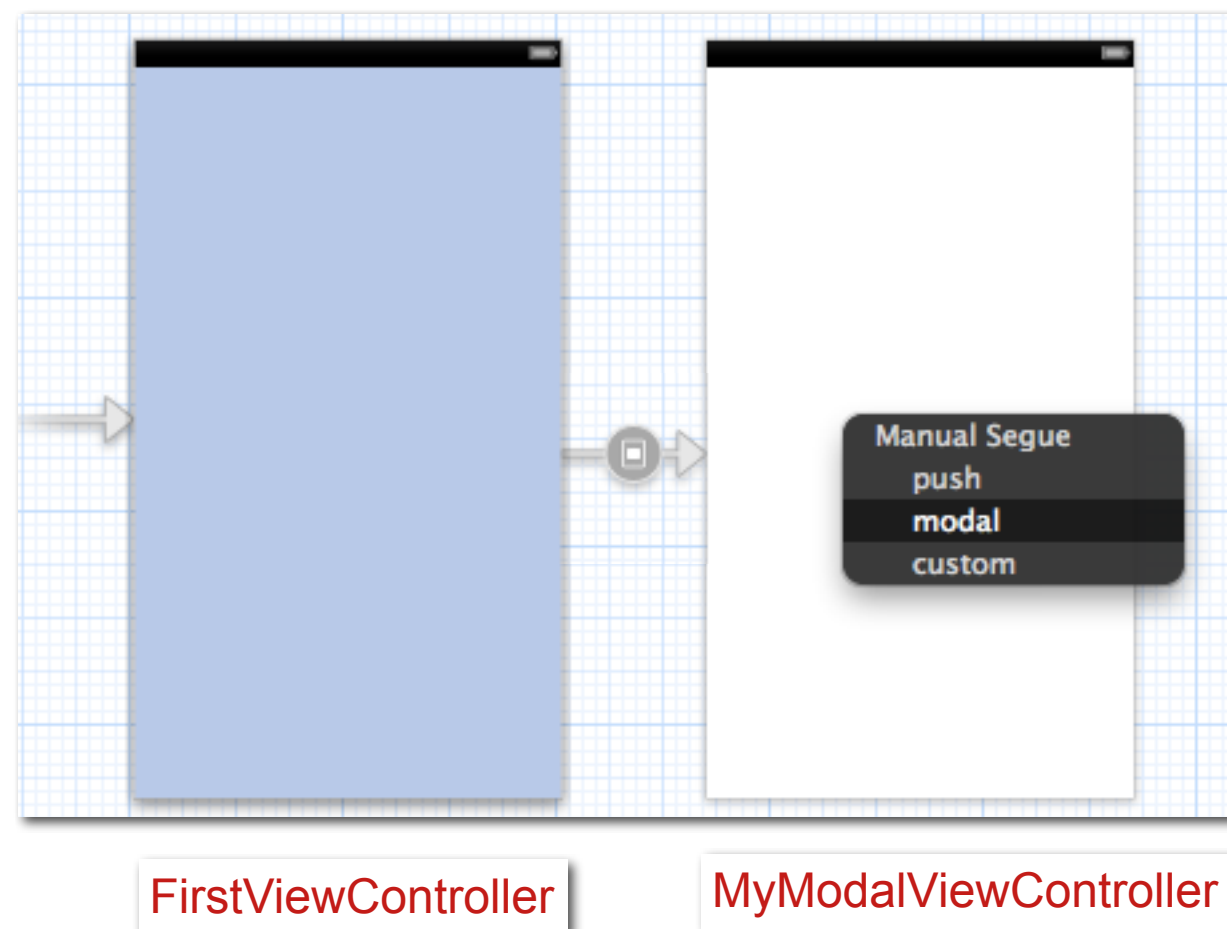 Manual Segue
push
modal
custom
FirstViewController
MyModalViewController